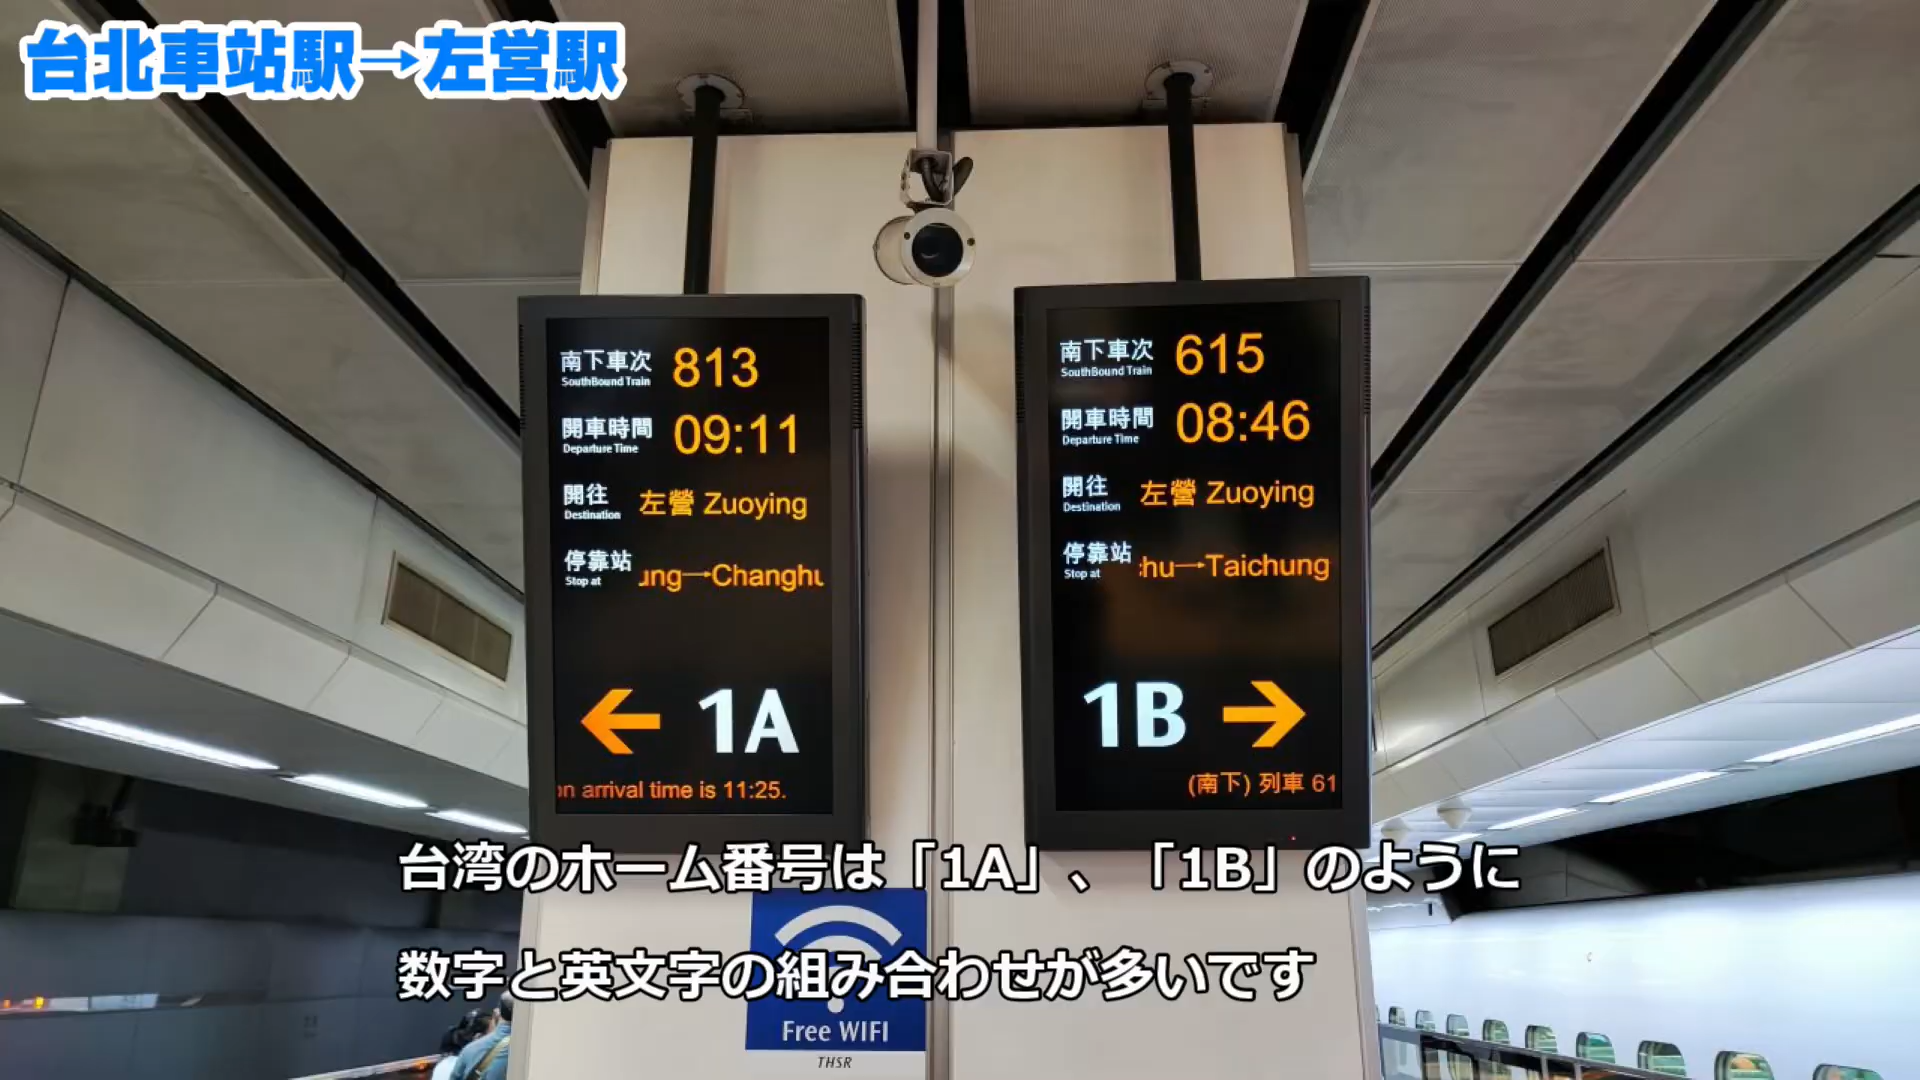 台北車站駅→左営駅
南下車次 813
SouthBound Train
開車時間 09:11
Departure Time
開往 左營 Zuoying
Destination
停靠站 ung→Changhu
Stop at
← 1A
on arrival time is 11:25.
南下車次 615
SouthBound Train
開車時間 08:46
Departure Time
開往 左營 Zuoying
Destination
停靠站 hu→Taichung
Stop at
1B →
(南下) 列車 61
台湾のホーム番号は「1A」、「1B」のように
数字と英文字の組み合わせが多いです
Free WIFI
THSR